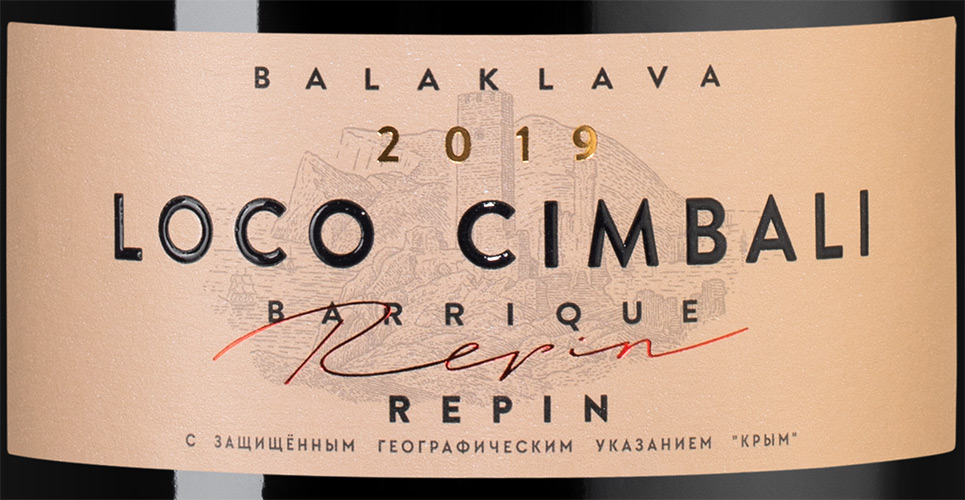 BALAKLAVA
2019
LOCO CIMBALI
BARRIQUE
Repin
REPIN
С ЗАЩИЩЁННЫМ ГЕОГРАФИЧЕСКИМ УКАЗАНИЕМ "КРЫМ"